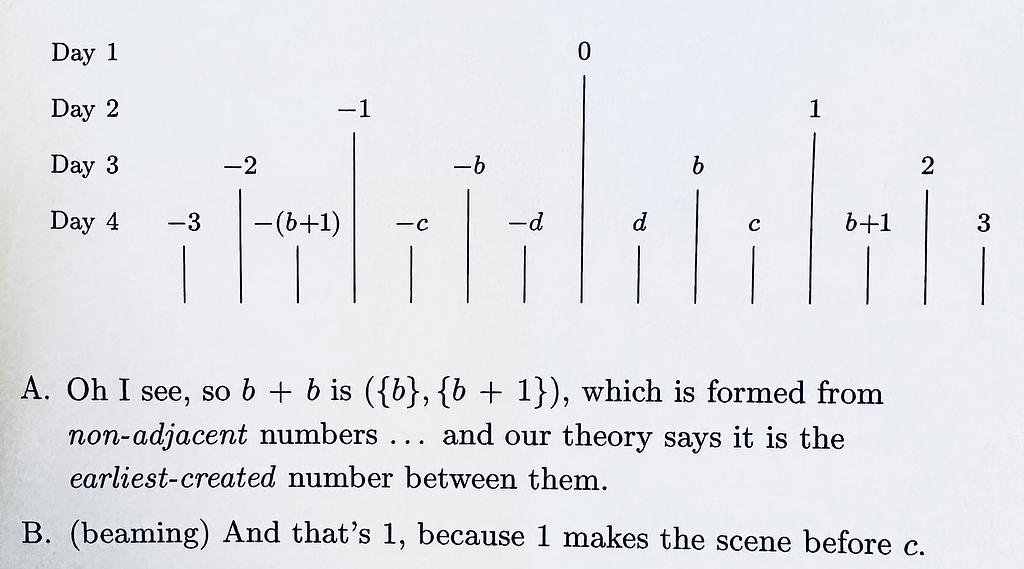 Day 1 0
Day 2 −1 1
Day 3 −2 −b b 2
Day 4 −3 −(b+1) −c −d d c b+1 3
A. Oh I see, so b + b is ({b}, {b + 1}), which is formed from
non-adjacent numbers ... and our theory says it is the
earliest-created number between them.
B. (beaming) And that's 1, because 1 makes the scene before c.